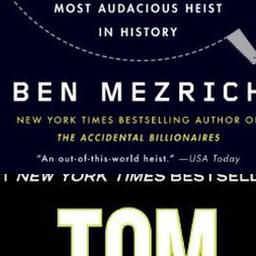 MOST AUDACIOUS HEIST
IN HISTORY
BEN MEZRICH
NEW YORK TIMES BESTSELLING AUTHOR O
THE ACCIDENTAL BILLIONAIRES
"An out-of-this-world heist." —USA Today
NEW YORK TIMES BESTSELL
TOM